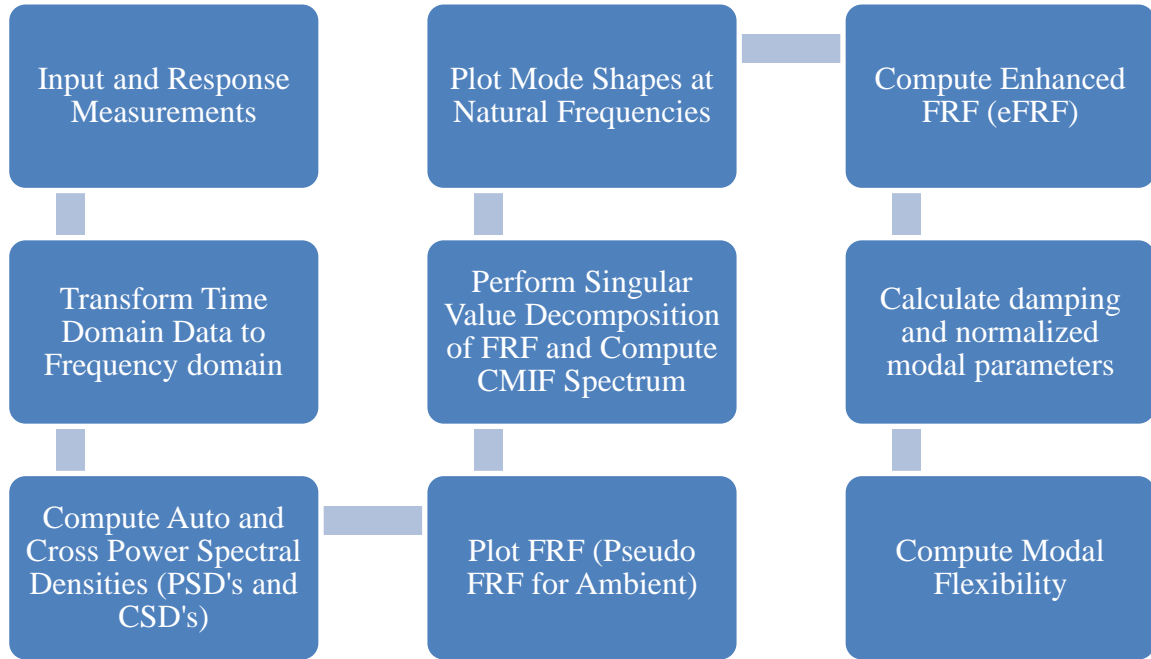 Input and Response
Measurements
Transform Time
Domain Data to
Frequency domain
Compute Auto and
Cross Power Spectral
Densities (PSD's and
CSD's)
Plot FRF (Pseudo
FRF for Ambient)
Perform Singular
Value Decomposition
of FRF and Compute
CMIF Spectrum
Plot Mode Shapes at
Natural Frequencies
Compute Enhanced
FRF (eFRF)
Calculate damping
and normalized
modal parameters
Compute Modal
Flexibility